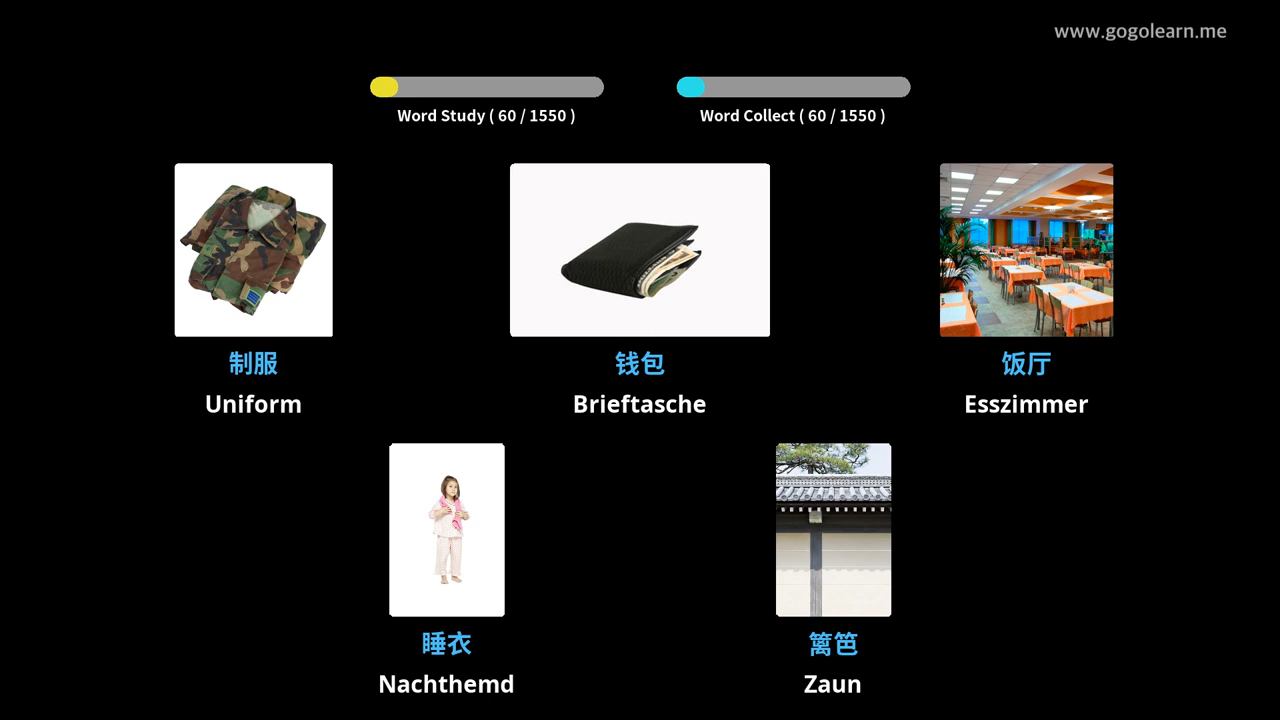 www.gogolearn.me
Word Study ( 60 / 1550 )
Word Collect ( 60 / 1550 )
制服
Uniform
钱包
Brieftasche
饭厅
Esszimmer
睡衣
Nachthemd
篱笆
Zaun